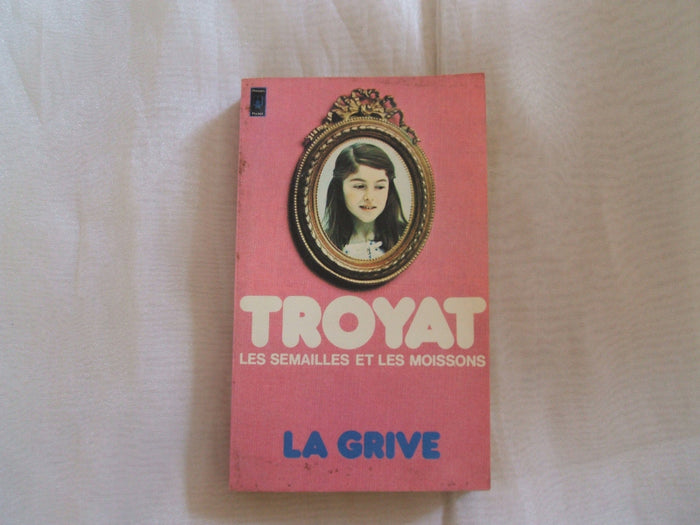 TROYAT
LES SEMAILLES ET LES MOISSONS
LA GRIVE